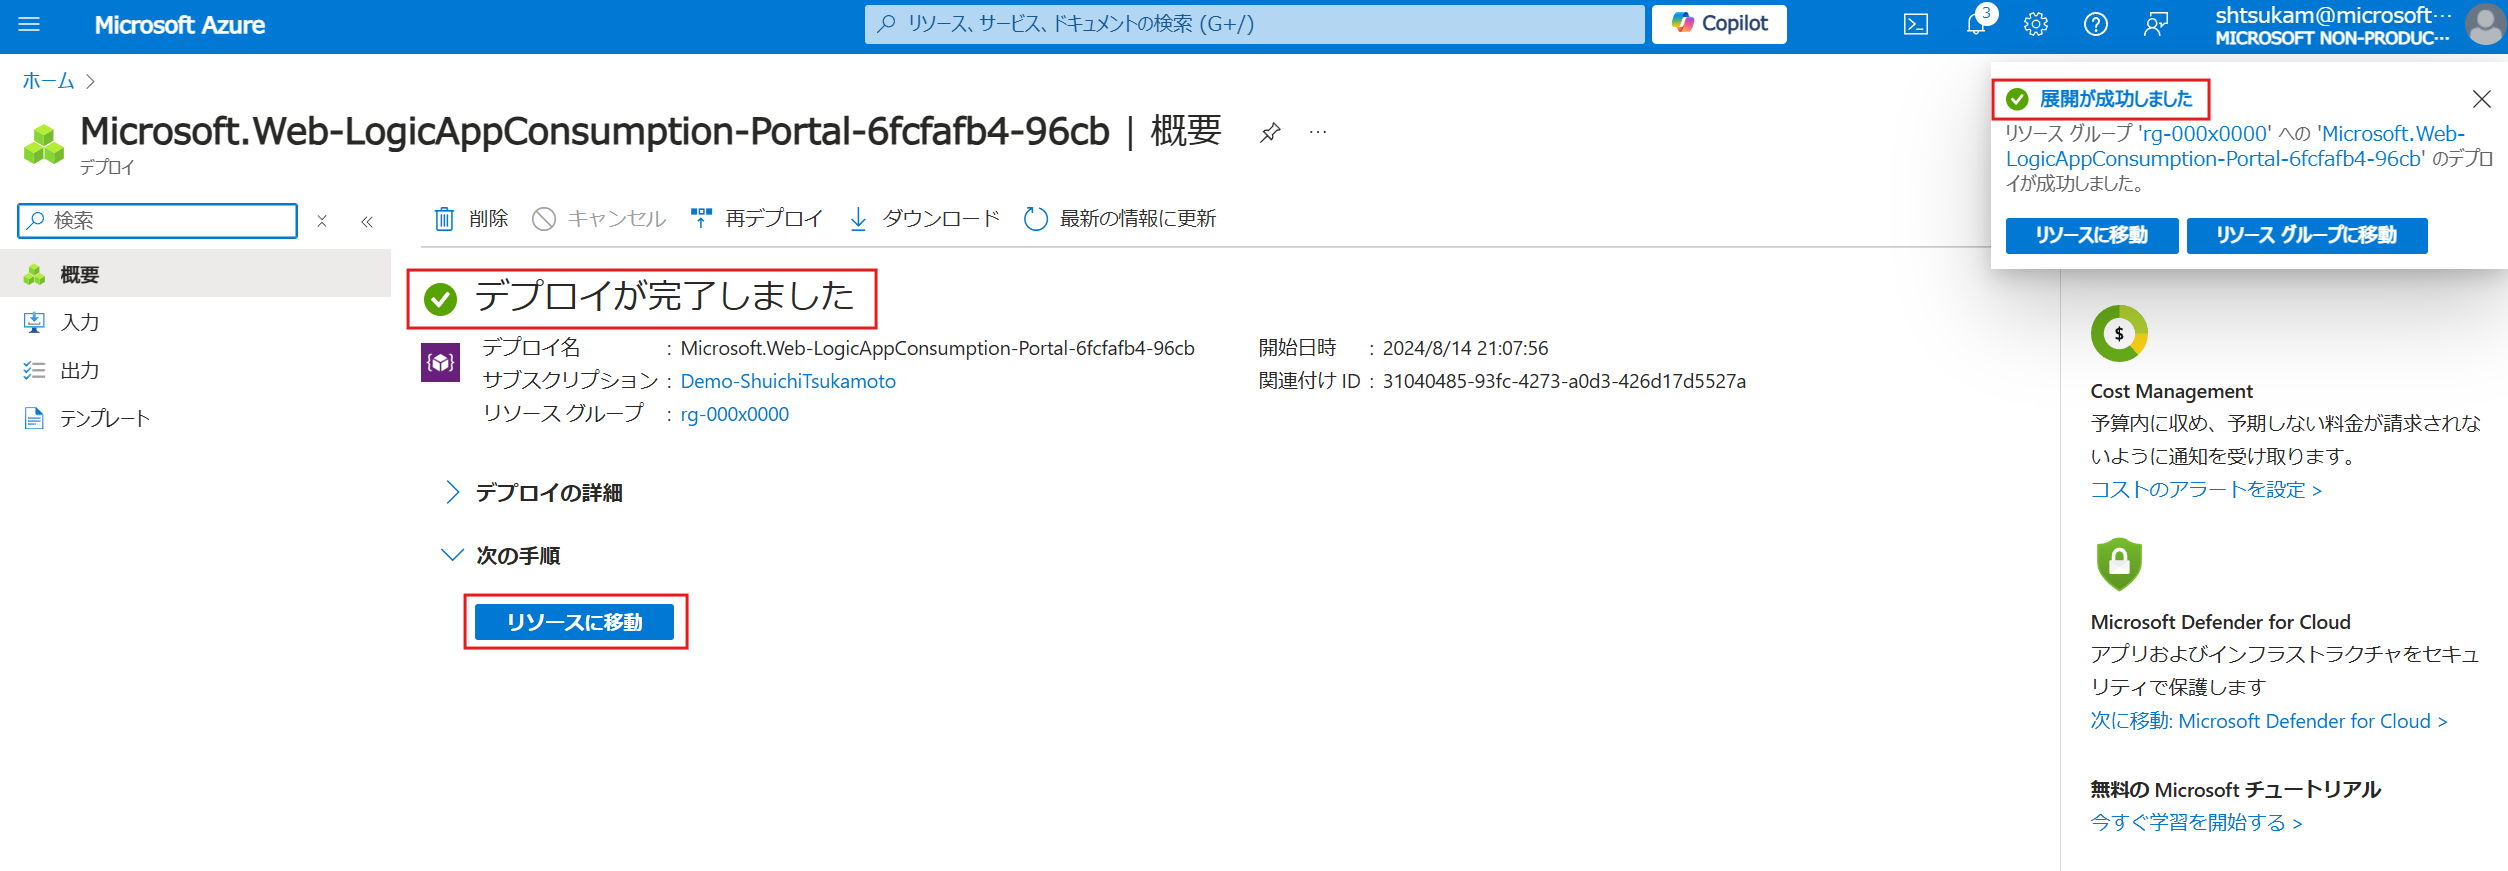 Microsoft Azure
リソース、サービス、ドキュメントの検索 (G+/)
Copilot
3
shtsukam@microsoft···
MICROSOFT NON-PRODUC···
ホーム >
Microsoft.Web-LogicAppConsumption-Portal-6fcfafb4-96cb | 概要
デプロイ
検索
概要
入力
出力
テンプレート
削除
キャンセル
再デプロイ
ダウンロード
最新の情報に更新
デプロイが完了しました
デプロイ名 : Microsoft.Web-LogicAppConsumption-Portal-6fcfafb4-96cb
サブスクリプション : Demo-ShuichiTsukamoto
リソース グループ : rg-000x0000
開始日時 : 2024/8/14 21:07:56
関連付け ID : 31040485-93fc-4273-a0d3-426d17d5527a
デプロイの詳細
次の手順
リソースに移動
展開が成功しました
リソース グループ 'rg-000x0000' への 'Microsoft.Web-
LogicAppConsumption-Portal-6fcfafb4-96cb' のデプロ
イが成功しました。
リソースに移動
リソース グループに移動
$
Cost Management
予算内に収め、予期しない料金が請求されな
いように通知を受け取ります。
コストのアラートを設定 >
Microsoft Defender for Cloud
アプリおよびインフラストラクチャをセキュ
リティで保護します
次に移動: Microsoft Defender for Cloud >
無料の Microsoft チュートリアル
今すぐ学習を開始する >